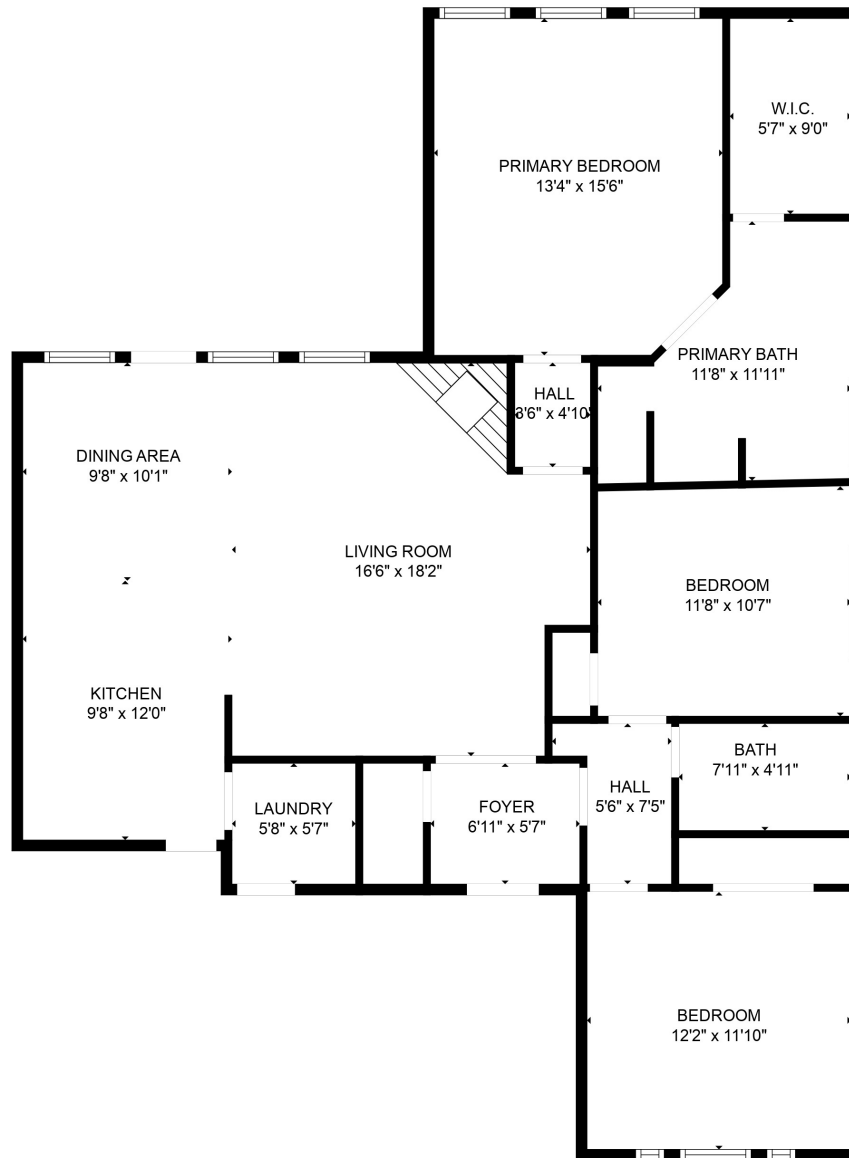 W.I.C.
5'7" x 9'0"
PRIMARY BEDROOM
13'4" x 15'6"
PRIMARY BATH
11'8" x 11'11"
HALL
3'6" x 4'10"
DINING AREA
9'8" x 10'1"
LIVING ROOM
16'6" x 18'2"
BEDROOM
11'8" x 10'7"
KITCHEN
9'8" x 12'0"
BATH
7'11" x 4'11"
HALL
5'6" x 7'5"
LAUNDRY
5'8" x 5'7"
FOYER
6'11" x 5'7"
BEDROOM
12'2" x 11'10"